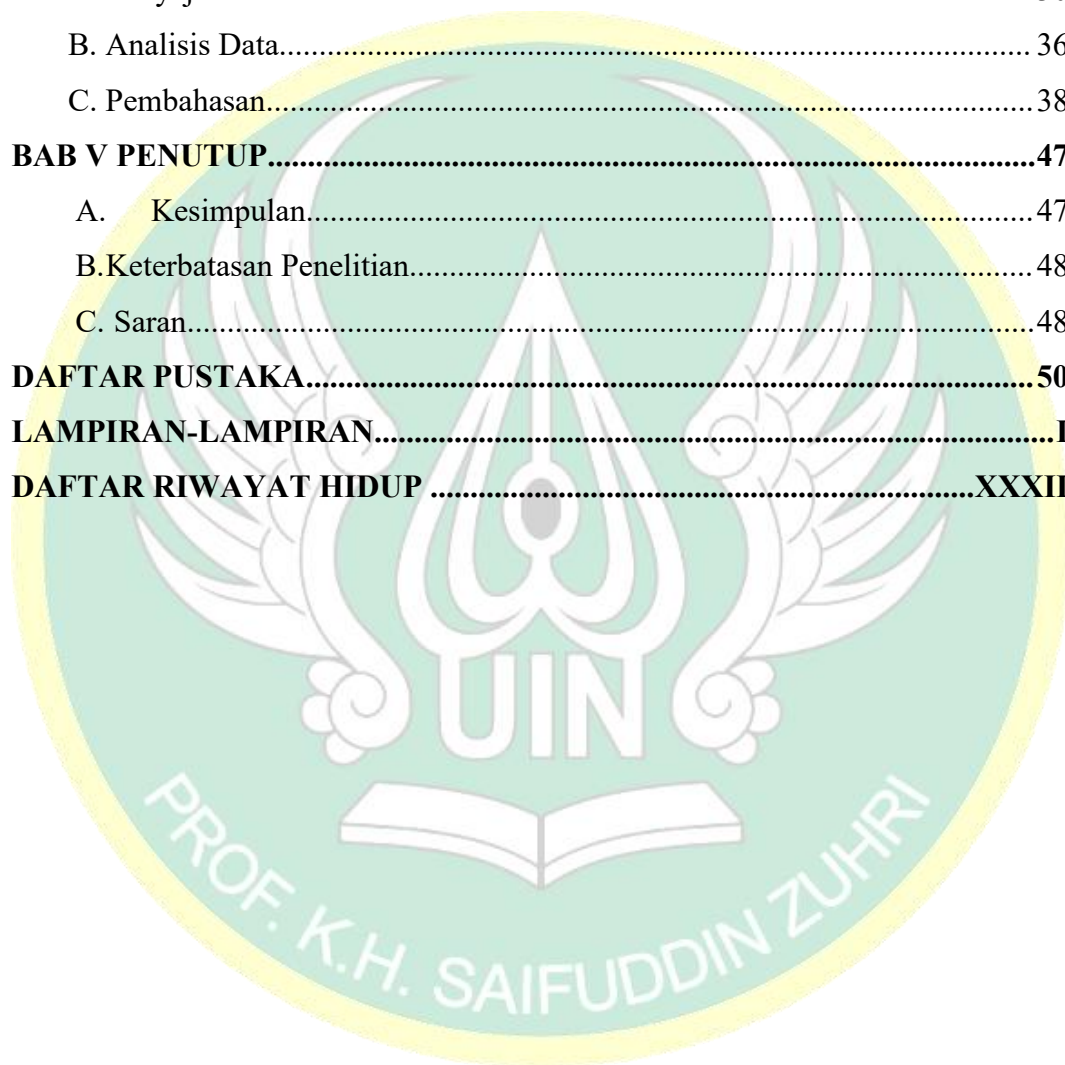 B. Analisis Data........................................................................................ 36
C. Pembahasan.......................................................................................... 38
BAB V PENUTUP.......................................................................................47
A. Kesimpulan.....................................................................................47
B.Keterbatasan Penelitian.........................................................................48
C. Saran...................................................................................................48
DAFTAR PUSTAKA...................................................................................50
LAMPIRAN-LAMPIRAN..............................................................................I
DAFTAR RIWAYAT HIDUP ................................................................XXXII
UIN
PROF. K.H. SAIFUDDIN ZUHRI